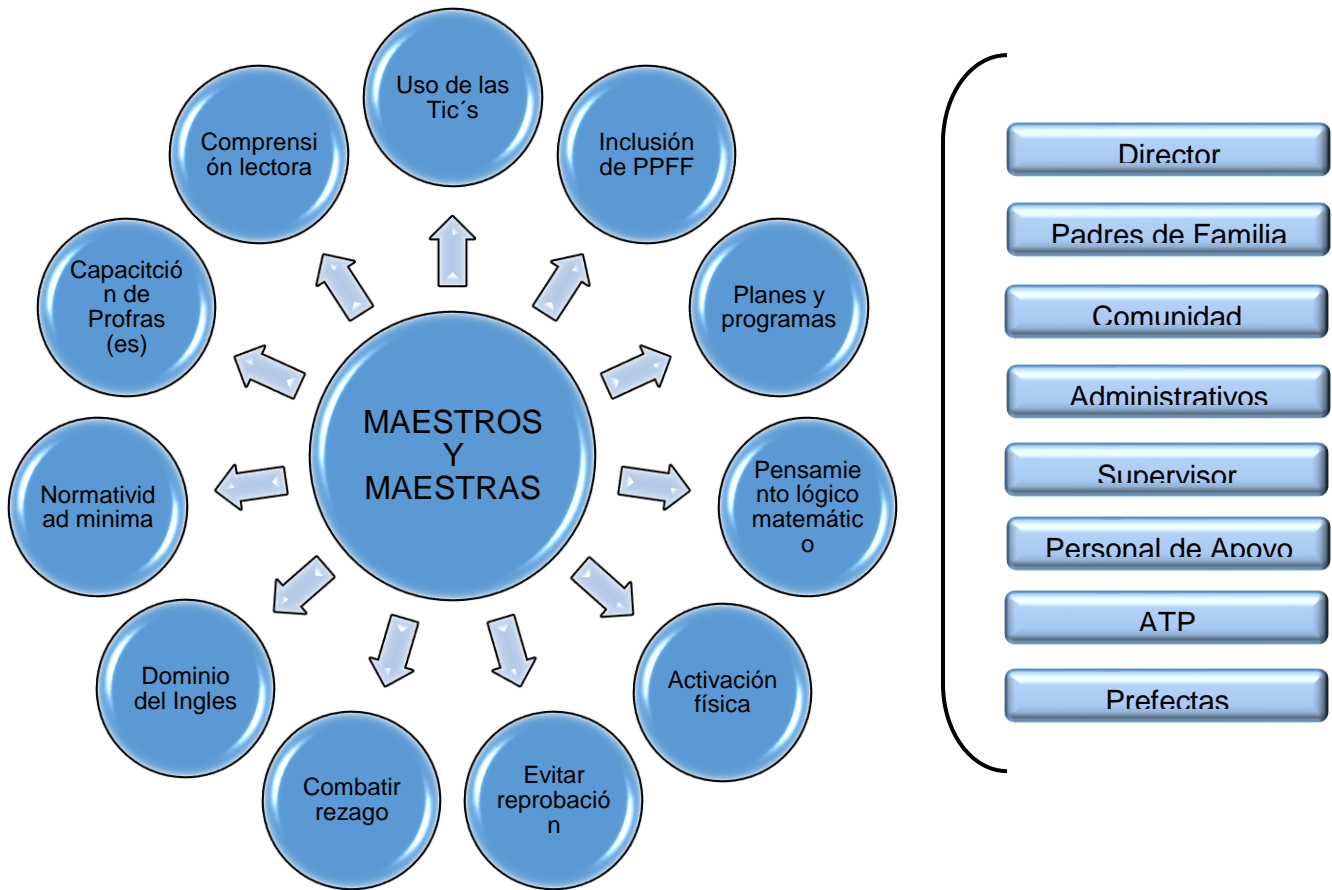 Uso de las
Tic´s
Inclusión
de PPFF
Planes y
programas
Pensamie
nto lógico
matemátic
o
Activación
física
Evitar
reprobació
n
Combatir
rezago
Dominio
del Ingles
Normativid
ad minima
Capacitció
n de
Profras
(es)
Comprensi
ón lectora
MAESTROS
Y
MAESTRAS
Director
Padres de Familia
Comunidad
Administrativos
Supervisor
Personal de Apoyo
ATP
Prefectas